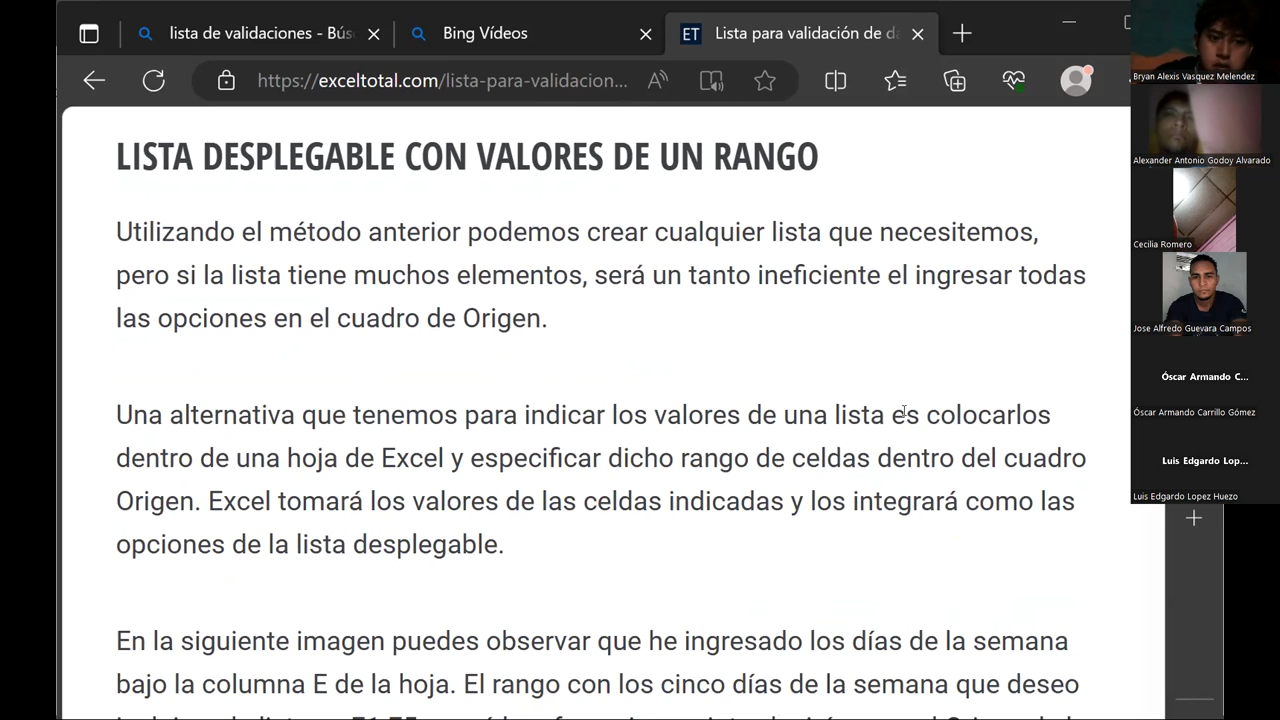 lista de validaciones - Bús
Bing Vídeos
ET Lista para validación de da
https://exceltotal.com/lista-para-validacion...
LISTA DESPLEGABLE CON VALORES DE UN RANGO
Utilizando el método anterior podemos crear cualquier lista que necesitemos,
pero si la lista tiene muchos elementos, será un tanto ineficiente el ingresar todas
las opciones en el cuadro de Origen.
Una alternativa que tenemos para indicar los valores de una lista es colocarlos
dentro de una hoja de Excel y especificar dicho rango de celdas dentro del cuadro
Origen. Excel tomará los valores de las celdas indicadas y los integrará como las
opciones de la lista desplegable.
En la siguiente imagen puedes observar que he ingresado los días de la semana
bajo la columna E de la hoja. El rango con los cinco días de la semana que deseo
Bryan Alexis Vasquez Melendez
Alexander Antonio Godoy Alvarado
Cecilia Romero
Jose Alfredo Guevara Campos
Óscar Armando C...
Óscar Armando Carrillo Gómez
Luis Edgardo Lop...
Luis Edgardo Lopez Huezo